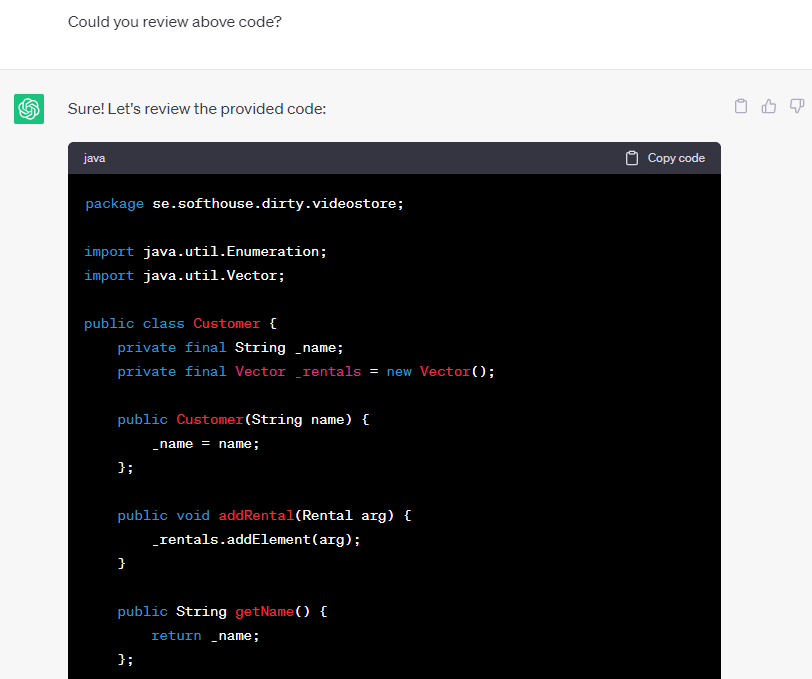 Could you review above code?
Sure! Let's review the provided code:
java
Copy code
package se.softhouse.dirty.videostore;
import java.util.Enumeration;
import java.util.Vector;
public class Customer {
    private final String _name;
    private final Vector _rentals = new Vector();
    public Customer(String name) {
        _name = name;
    };
    public void addRental(Rental arg) {
        _rentals.addElement(arg);
    }
    public String getName() {
        return _name;
    };